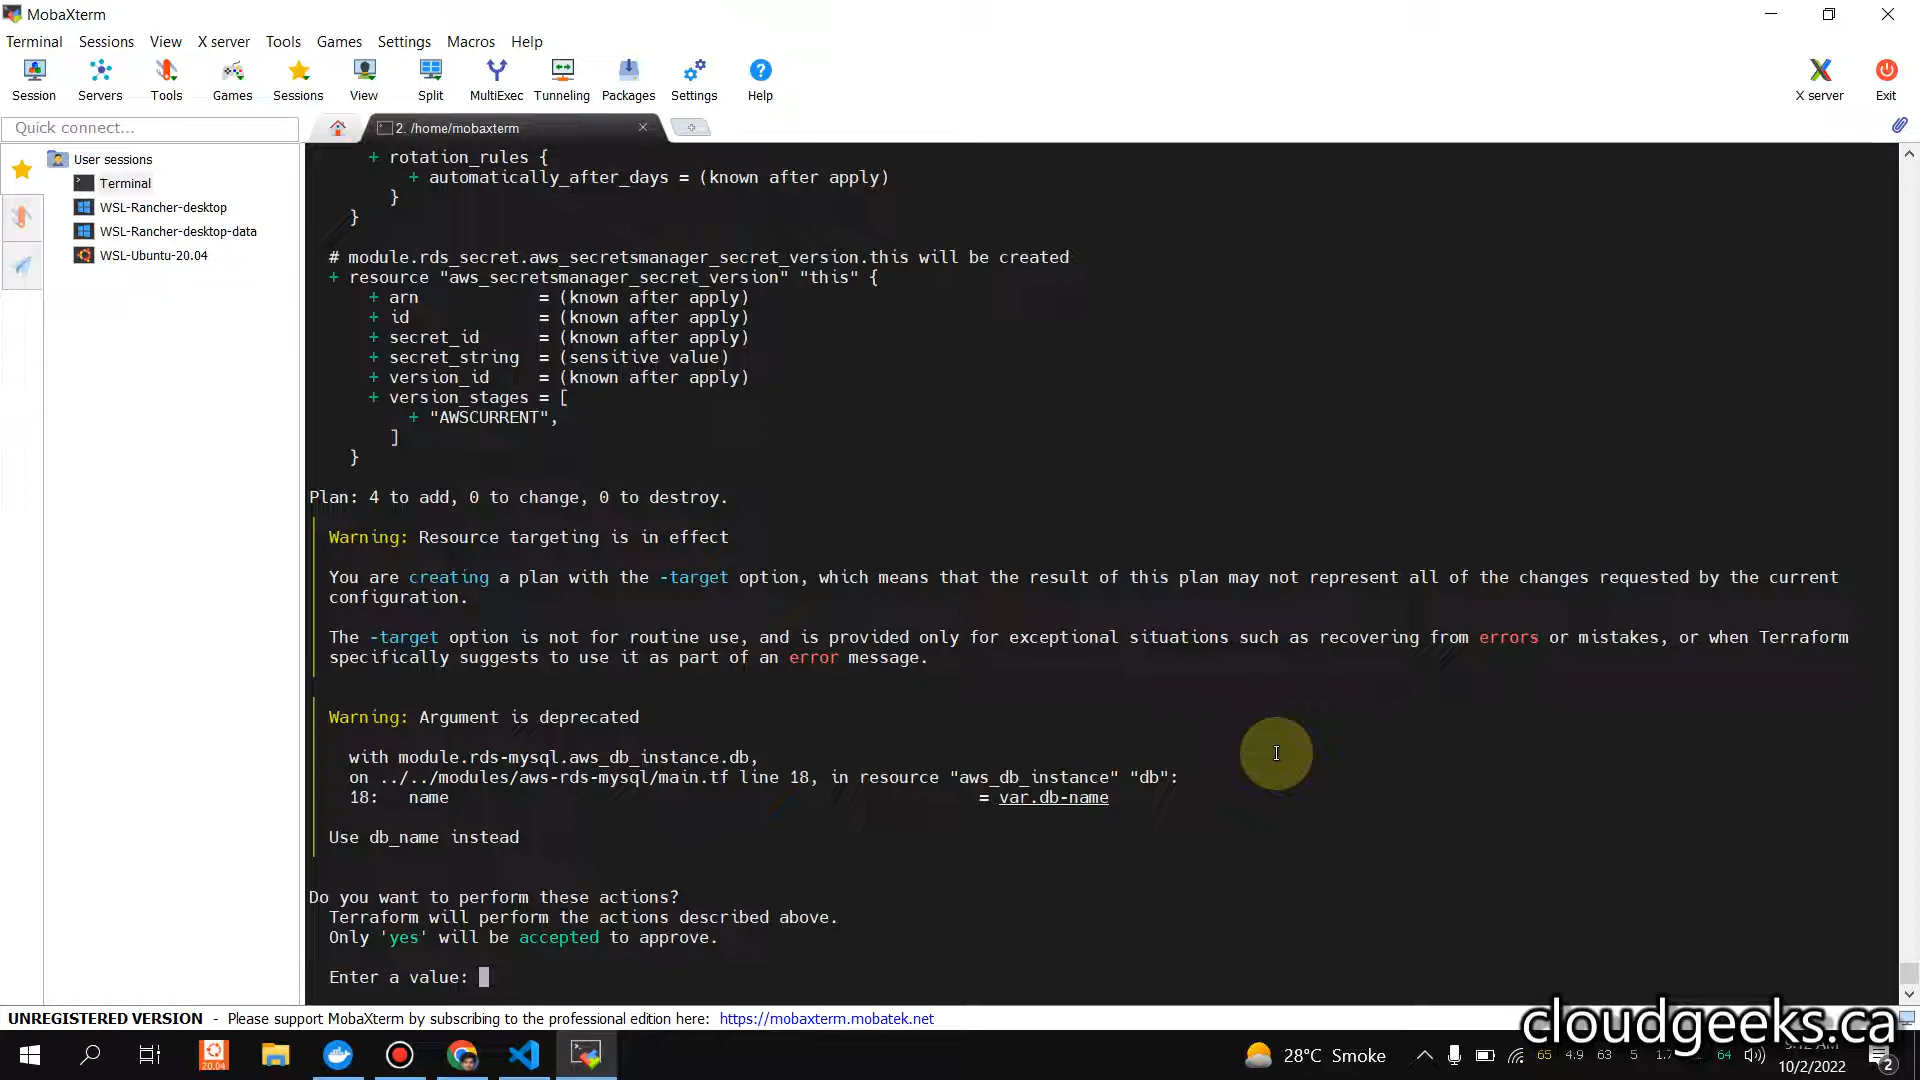 MobaXterm
Terminal Sessions View X server Tools Games Settings Macros Help
Session Servers Tools Games Sessions View Split MultiExec Tunneling Packages Settings Help X server Exit
Quick connect...
2. /home/mobaxterm
User sessions
Terminal
WSL-Rancher-desktop
WSL-Rancher-desktop-data
WSL-Ubuntu-20.04
+ rotation_rules {
+ automatically_after_days = (known after apply)
}
}
# module.rds_secret.aws_secretsmanager_secret_version.this will be created
+ resource "aws_secretsmanager_secret_version" "this" {
+ arn = (known after apply)
+ id = (known after apply)
+ secret_id = (known after apply)
+ secret_string = (sensitive value)
+ version_id = (known after apply)
+ version_stages = [
+ "AWSCURRENT",
]
}
Plan: 4 to add, 0 to change, 0 to destroy.
Warning: Resource targeting is in effect
You are creating a plan with the -target option, which means that the result of this plan may not represent all of the changes requested by the current
configuration.
The -target option is not for routine use, and is provided only for exceptional situations such as recovering from errors or mistakes, or when Terraform
specifically suggests to use it as part of an error message.
Warning: Argument is deprecated
with module.rds-mysql.aws_db_instance.db,
on ../../modules/aws-rds-mysql/main.tf line 18, in resource "aws_db_instance" "db":
18: name = var.db-name
Use db_name instead
Do you want to perform these actions?
Terraform will perform the actions described above.
Only 'yes' will be accepted to approve.
Enter a value:
UNREGISTERED VERSION - Please support MobaXterm by subscribing to the professional edition here: https://mobaxterm.mobatek.net
cloudgeeks.ca
20.04
28°C Smoke
65 4.9 63 5 64
10/2/2022
2